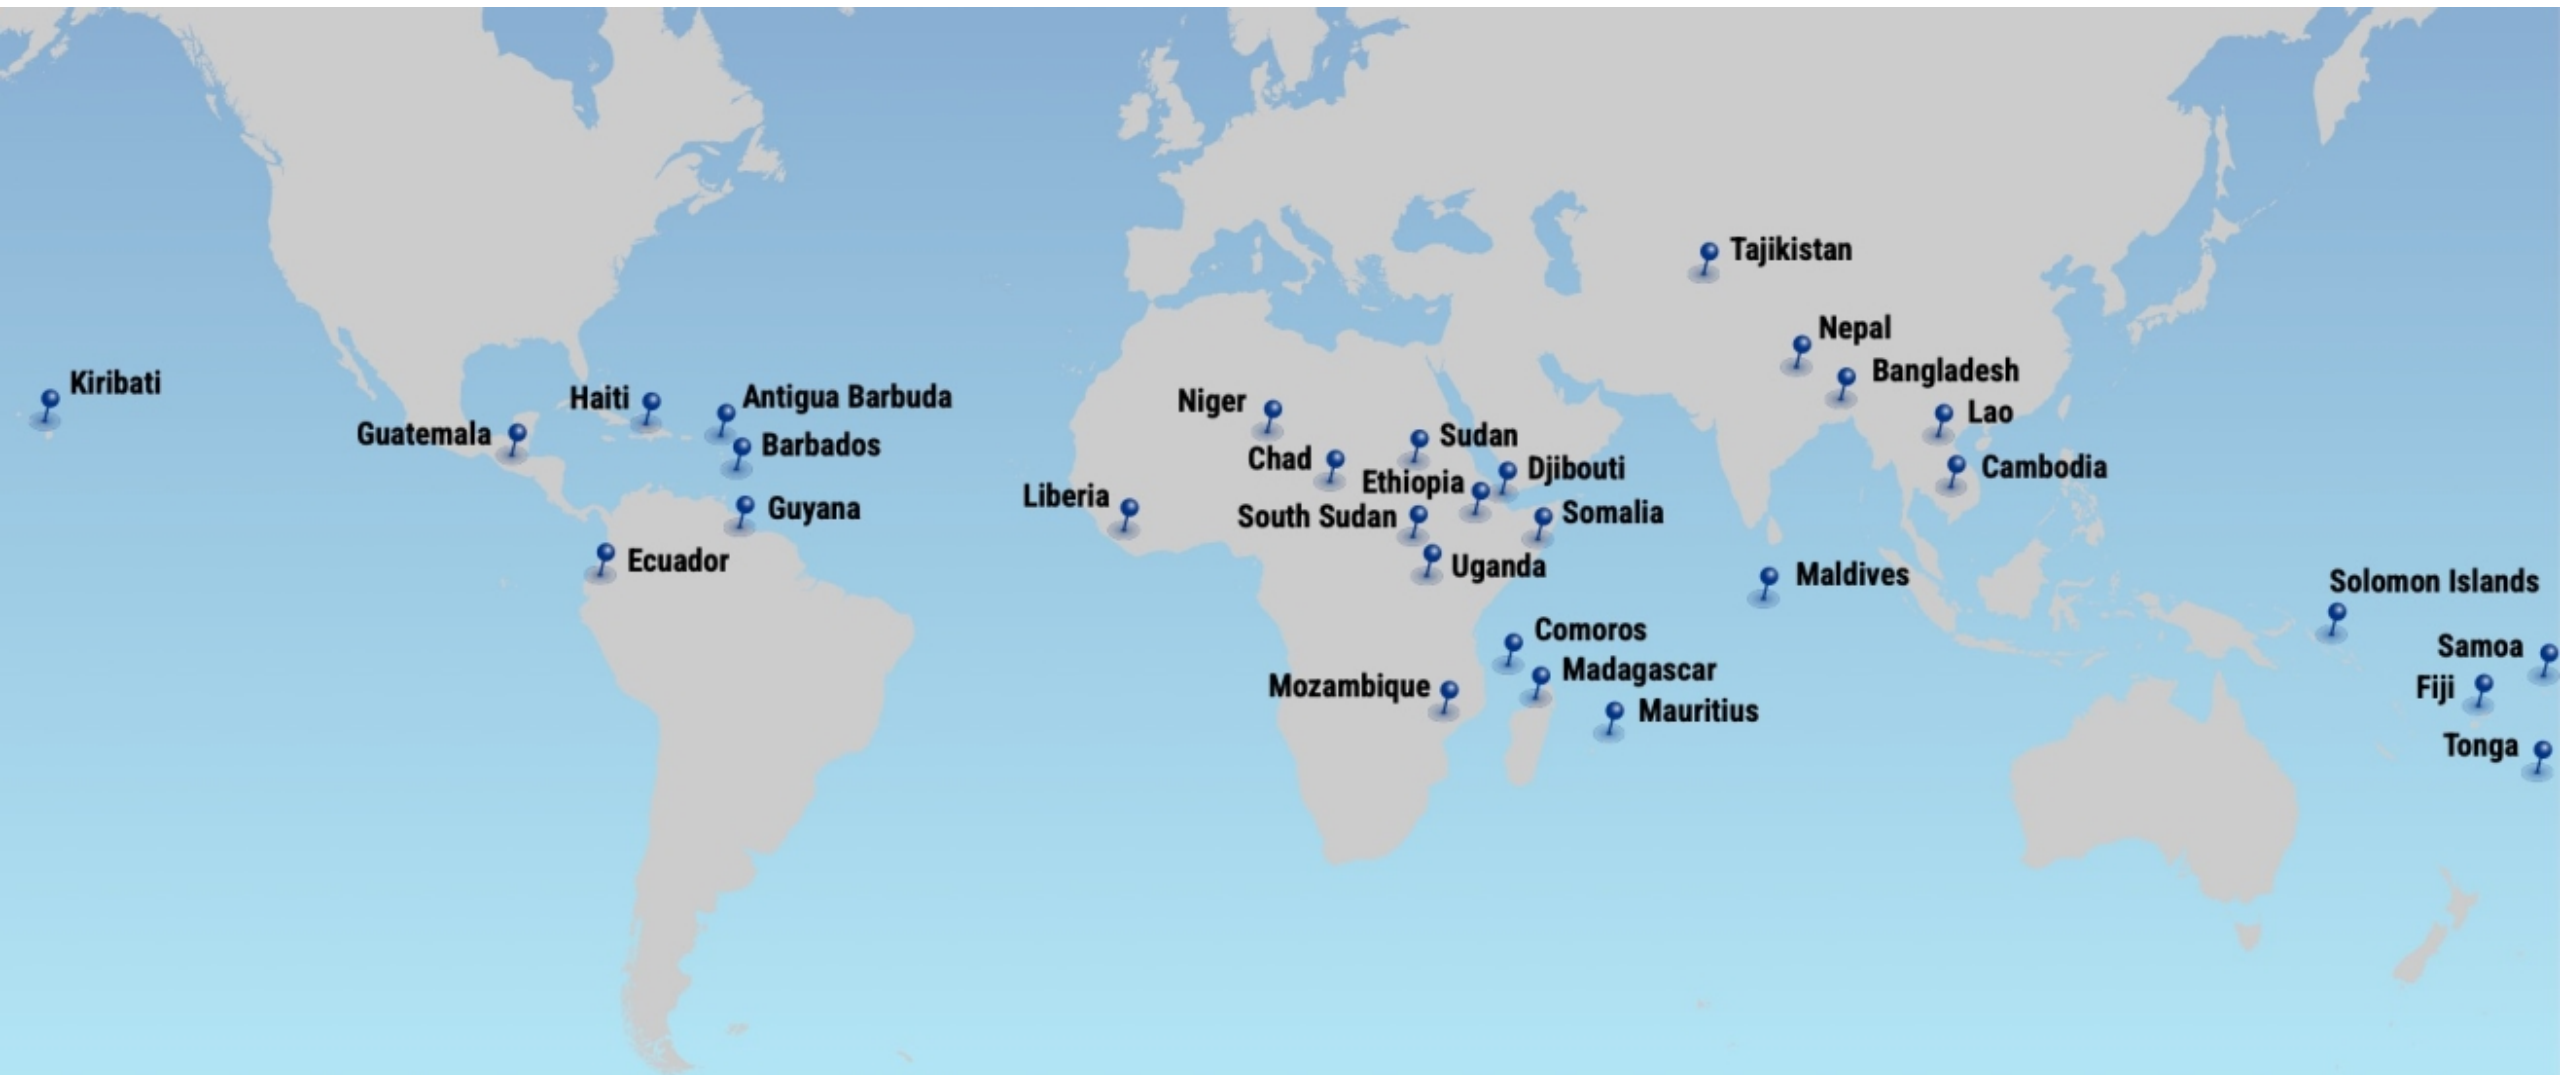 Tajikistan
Nepal
Bangladesh
Kiribati
Haiti
Antigua Barbuda
Niger
Lao
Guatemala
Barbados
Sudan
Chad
Djibouti
Cambodia
Ethiopia
Liberia
Guyana
South Sudan
Somalia
Ecuador
Uganda
Maldives
Solomon Islands
Comoros
Samoa
Madagascar
Mozambique
Fiji
Mauritius
Tonga